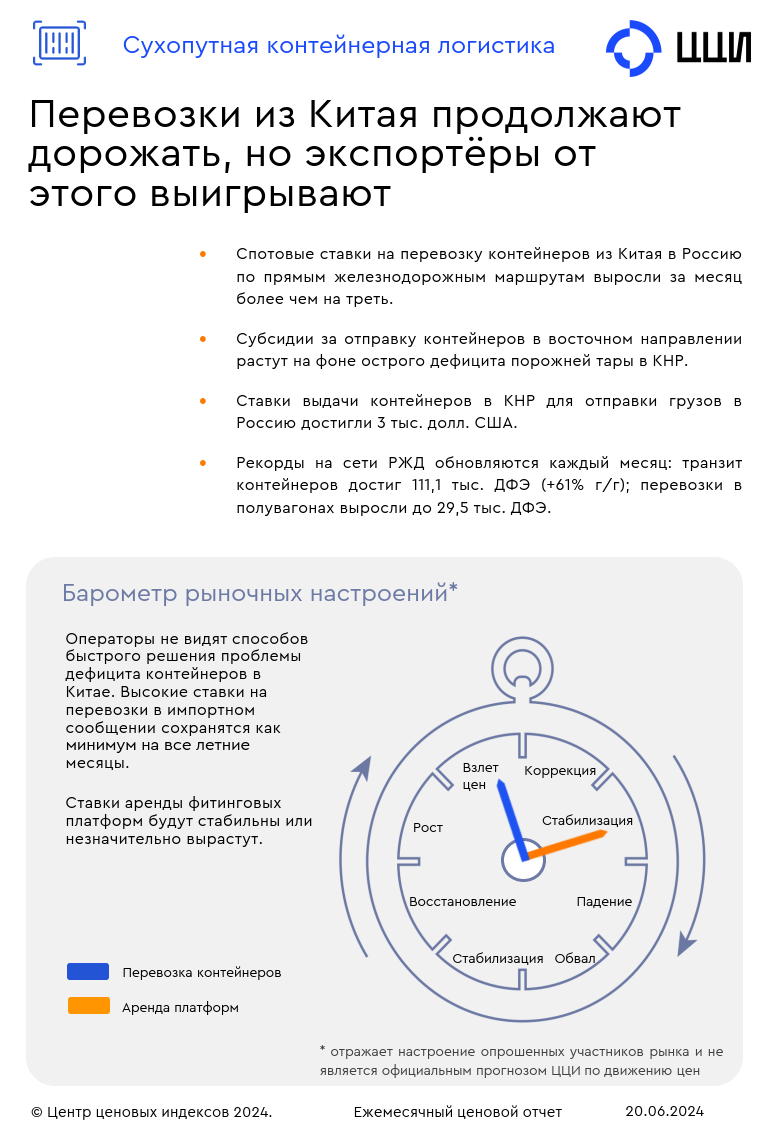 Сухопутная контейнерная логистика
ЦЦИ
Перевозки из Китая продолжают
дорожать, но экспортёры от
этого выигрывают
• Спотовые ставки на перевозку контейнеров из Китая в Россию
по прямым железнодорожным маршрутам выросли за месяц
более чем на треть.
• Субсидии за отправку контейнеров в восточном направлении
растут на фоне острого дефицита порожней тары в КНР.
• Ставки выдачи контейнеров в КНР для отправки грузов в
Россию достигли 3 тыс. долл. США.
• Рекорды на сети РЖД обновляются каждый месяц: транзит
контейнеров достиг 111,1 тыс. ДФЭ (+61% г/г); перевозки в
полувагонах выросли до 29,5 тыс. ДФЭ.
Барометр рыночных настроений*
Операторы не видят способов
быстрого решения проблемы
дефицита контейнеров в
Китае. Высокие ставки на
перевозки в импортном
сообщении сохранятся как
минимум на все летние
месяцы.
Ставки аренды фитинговых
платформ будут стабильны или
незначительно вырастут.
Взлет
цен
Коррекция
Рост
Стабилизация
Восстановление
Падение
Стабилизация
Обвал
Перевозка контейнеров
Аренда платформ
* отражает настроение опрошенных участников рынка и не
является официальным прогнозом ЦЦИ по движению цен
© Центр ценовых индексов 2024.
Ежемесячный ценовой отчет
20.06.2024